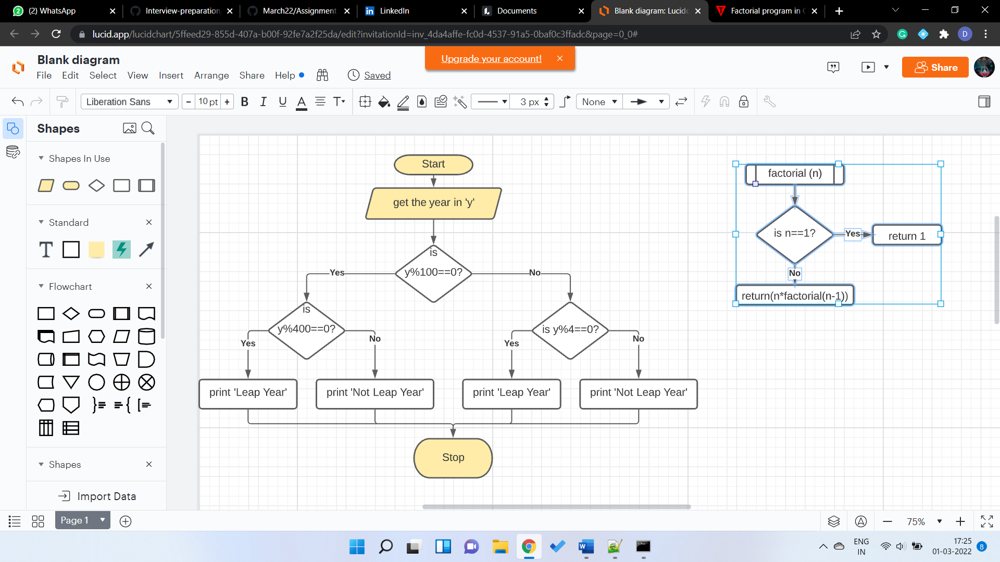 (2) WhatsApp
Interview-preparation
March22/Assignment
LinkedIn
Documents
Blank diagram: Lucidc
Factorial program in C
lucid.app/lucidchart/5ffeed29-855d-407a-b00f-92fe7a2f25da/edit?invitationId=inv_4da4affe-fc0d-4537-91a5-0baf0c3ffadc&page=0_0#
D
Blank diagram
Upgrade your account!
File Edit Select View Insert Arrange Share Help
Saved
Share
Liberation Sans
- 10 pt +
B I U A T
3 px
None
Shapes
Shapes In Use
Standard
T
Flowchart
Shapes
Import Data
Start
get the year in 'y'
is
y%100==0?
Yes
No
is
y%400==0?
is y%4==0?
Yes
No
Yes
No
print 'Leap Year'
print 'Not Leap Year'
print 'Leap Year'
print 'Not Leap Year'
Stop
factorial (n)
is n==1?
Yes
return 1
No
return(n*factorial(n-1))
Page 1
75%
ENG
IN
17:25
01-03-2022
8